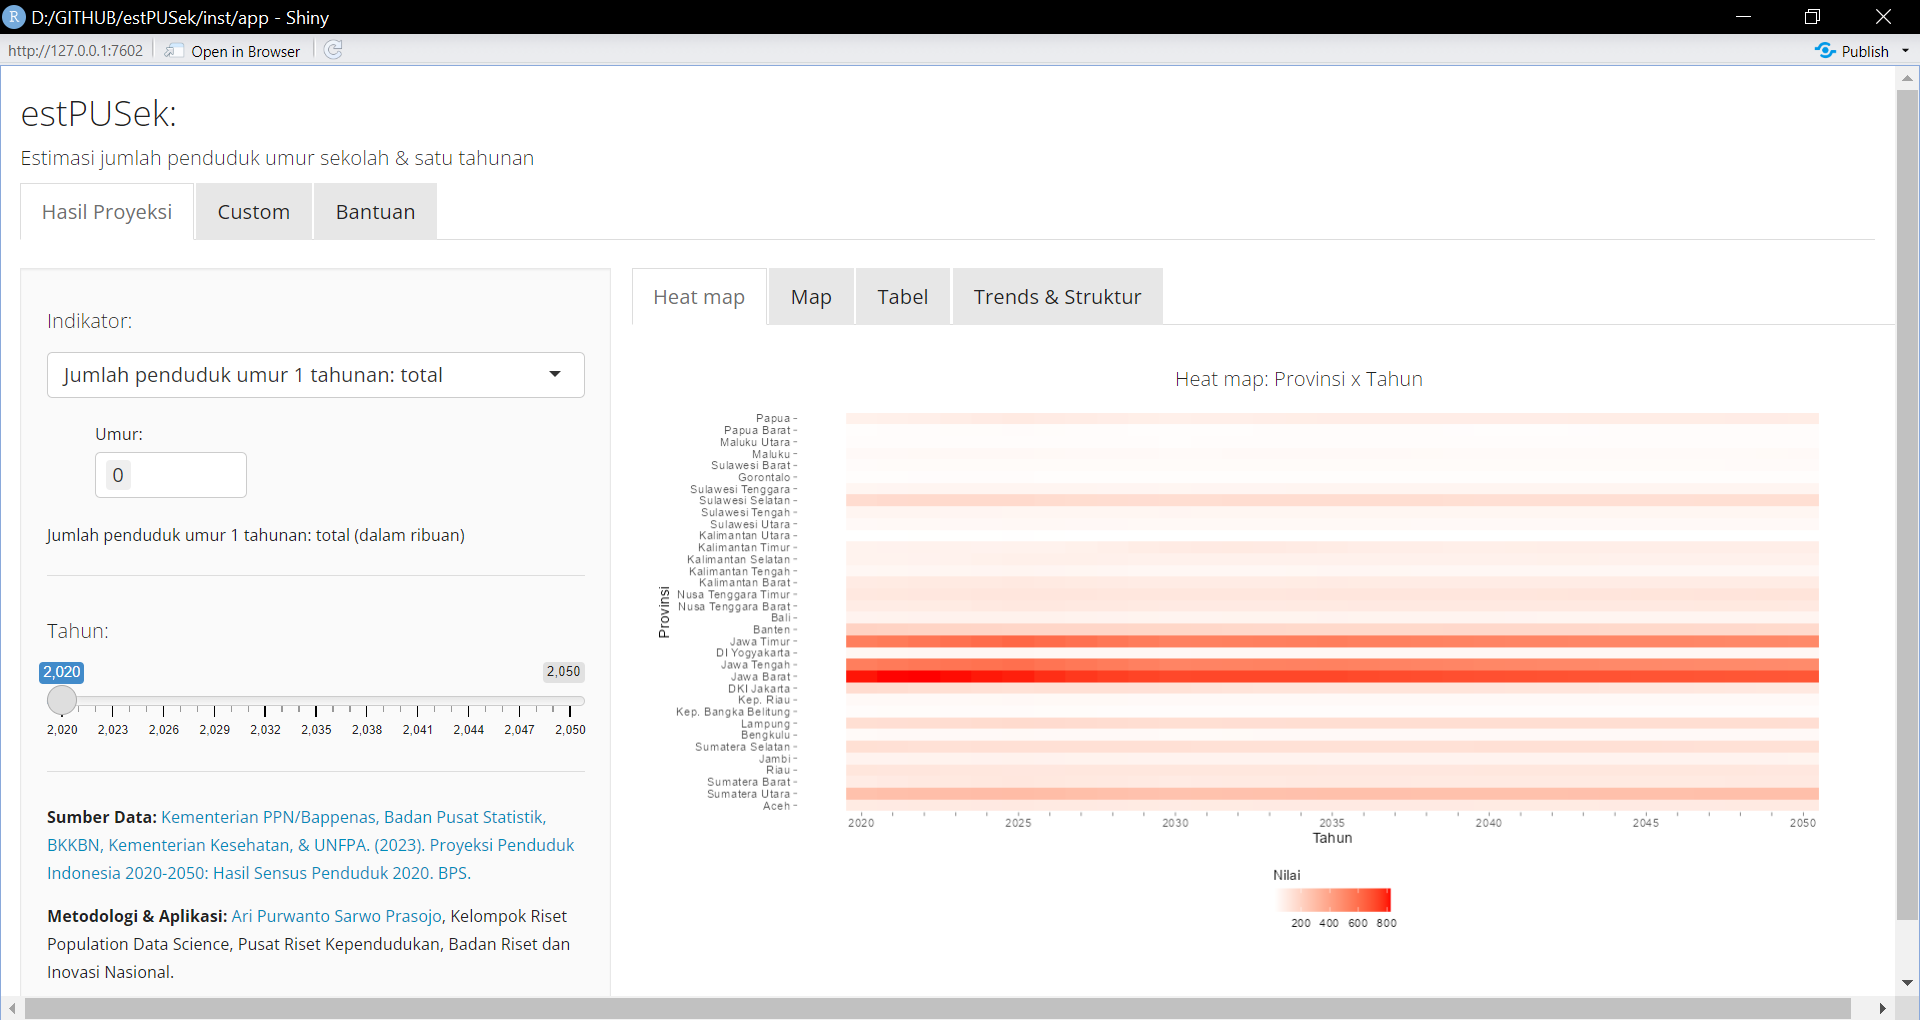 D:/GITHUB/estPUSek/inst/app - Shiny
http://127.0.0.1:7602
Open in Browser
Publish
estPUSek:
Estimasi jumlah penduduk umur sekolah & satu tahunan
Hasil Proyeksi
Custom
Bantuan
Indikator:
Jumlah penduduk umur 1 tahunan: total
Umur:
0
Jumlah penduduk umur 1 tahunan: total (dalam ribuan)
Tahun:
2,020
2,050
2,020 2,023 2,026 2,029 2,032 2,035 2,038 2,041 2,044 2,047 2,050
Sumber Data: Kementerian PPN/Bappenas, Badan Pusat Statistik,
BKKBN, Kementerian Kesehatan, & UNFPA. (2023). Proyeksi Penduduk
Indonesia 2020-2050: Hasil Sensus Penduduk 2020. BPS.
Metodologi & Aplikasi: Ari Purwanto Sarwo Prasojo, Kelompok Riset
Population Data Science, Pusat Riset Kependudukan, Badan Riset dan
Inovasi Nasional.
Heat map
Map
Tabel
Trends & Struktur
Heat map: Provinsi x Tahun
Provinsi
Papua
Papua Barat
Maluku Utara
Maluku
Sulawesi Barat
Gorontalo
Sulawesi Tenggara
Sulawesi Selatan
Sulawesi Tengah
Sulawesi Utara
Kalimantan Utara
Kalimantan Timur
Kalimantan Selatan
Kalimantan Tengah
Kalimantan Barat
Nusa Tenggara Timur
Nusa Tenggara Barat
Bali
Banten
Jawa Timur
DI Yogyakarta
Jawa Tengah
Jawa Barat
DKI Jakarta
Kep. Riau
Kep. Bangka Belitung
Lampung
Bengkulu
Sumatera Selatan
Jambi
Riau
Sumatera Barat
Sumatera Utara
Aceh
2020 2025 2030 2035 2040 2045 2050
Tahun
Nilai
200 400 600 800